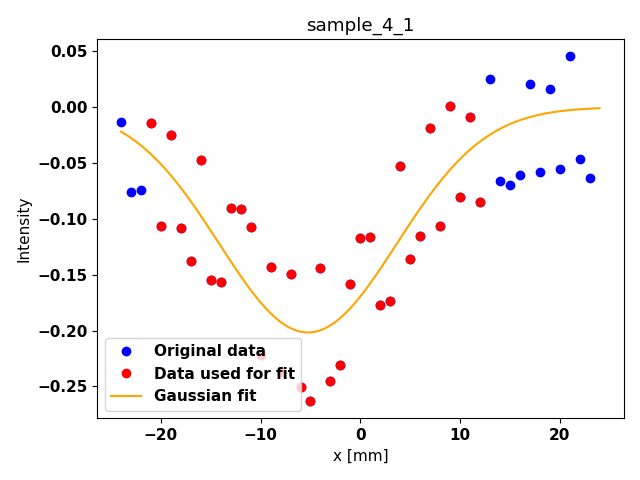 sample_4_1
Intensity
0.05
0.00
−0.05
−0.10
−0.15
−0.20
−0.25
Original data
Data used for fit
Gaussian fit
−20 −10 0 10 20
x [mm]